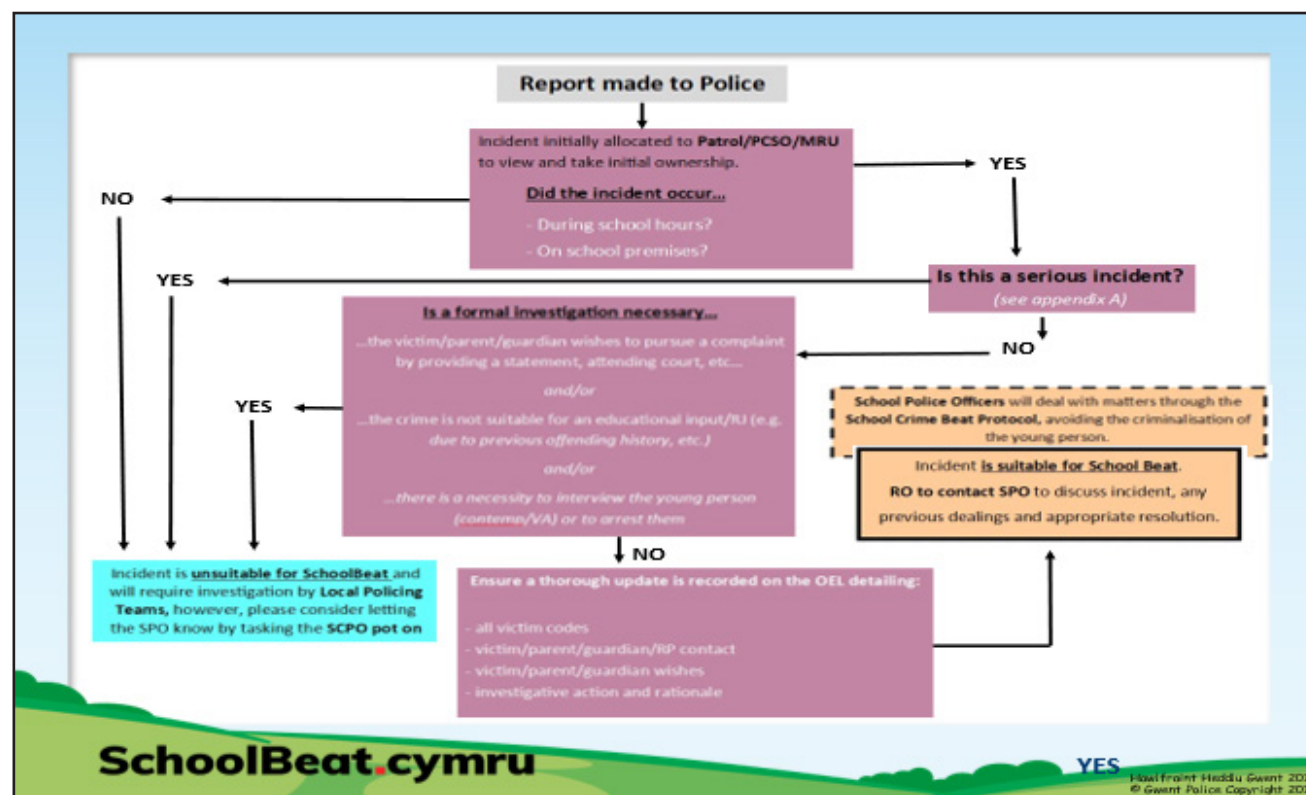 Report made to Police
Incident initially allocated to Patrol/PCSO/MRU
to view and take initial ownership.
Did the incident occur...
- During school hours?
- On school premises?
YES
NO
Is this a serious incident?
(see appendix A)
YES
NO
Is a formal investigation necessary...
...the victim/parent/guardian wishes to pursue a complaint
by providing a statement, attending court, etc...
and/or
...the crime is not suitable for an educational input/IU (e.g.
due to previous offending history, etc.)
and/or
...there is a necessity to interview the young person
(contemp/VA) or to arrest them
YES
NO
School Police Officers will deal with matters through the
School Crime Beat Protocol, avoiding the criminalisation of
the young person.
Incident is suitable for School Beat.
RO to contact SPO to discuss incident, any
previous dealings and appropriate resolution.
Incident is unsuitable for SchoolBeat and
will require investigation by Local Policing
Teams, however, please consider letting
the SPO know by tasking the SCPO pot on
Ensure a thorough update is recorded on the OEL detailing:
- all victim codes
- victim/parent/guardian/RP contact
- victim/parent/guardian wishes
- investigative action and rationale
SchoolBeat.cymru
YES
Hawlfraint Heddlu Gwent
© Gwent Police Copyright